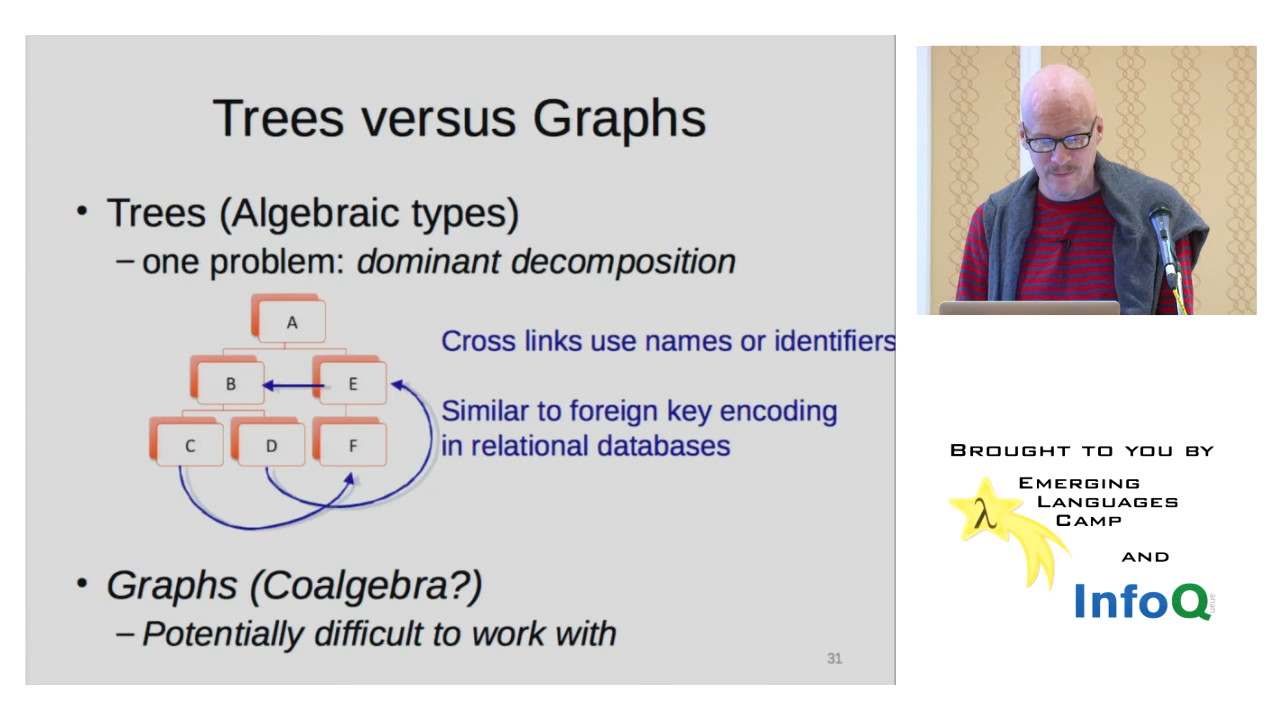 Trees versus Graphs
• Trees (Algebraic types)
– one problem: dominant decomposition
A
B
E
C
D
F
Cross links use names or identifiers
Similar to foreign key encoding
in relational databases
• Graphs (Coalgebra?)
– Potentially difficult to work with
31
BROUGHT TO YOU BY
λ
EMERGING
LANGUAGES
CAMP
AND
InfoQ